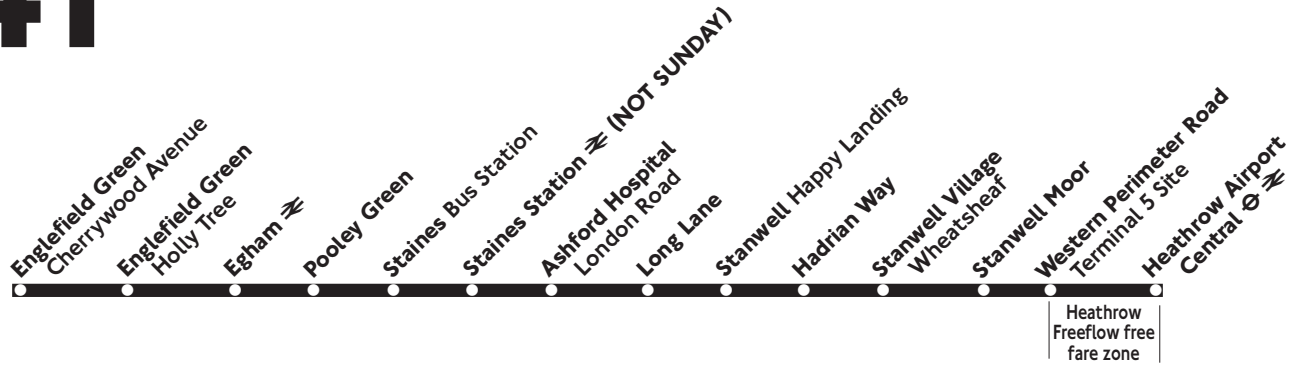 Englefield Green
Cherrywood Avenue
Englefield Green
Holly Tree
Egham
Pooley Green
Staines Bus Station
Staines Station (NOT SUNDAY)
Ashford Hospital
London Road
Long Lane
Stanwell Happy Landing
Hadrian Way
Stanwell Village
Wheatsheaf
Stanwell Moor
Western Perimeter Road
Terminal 5 Site
Heathrow Airport
Central
Heathrow
Freeflow free
fare zone